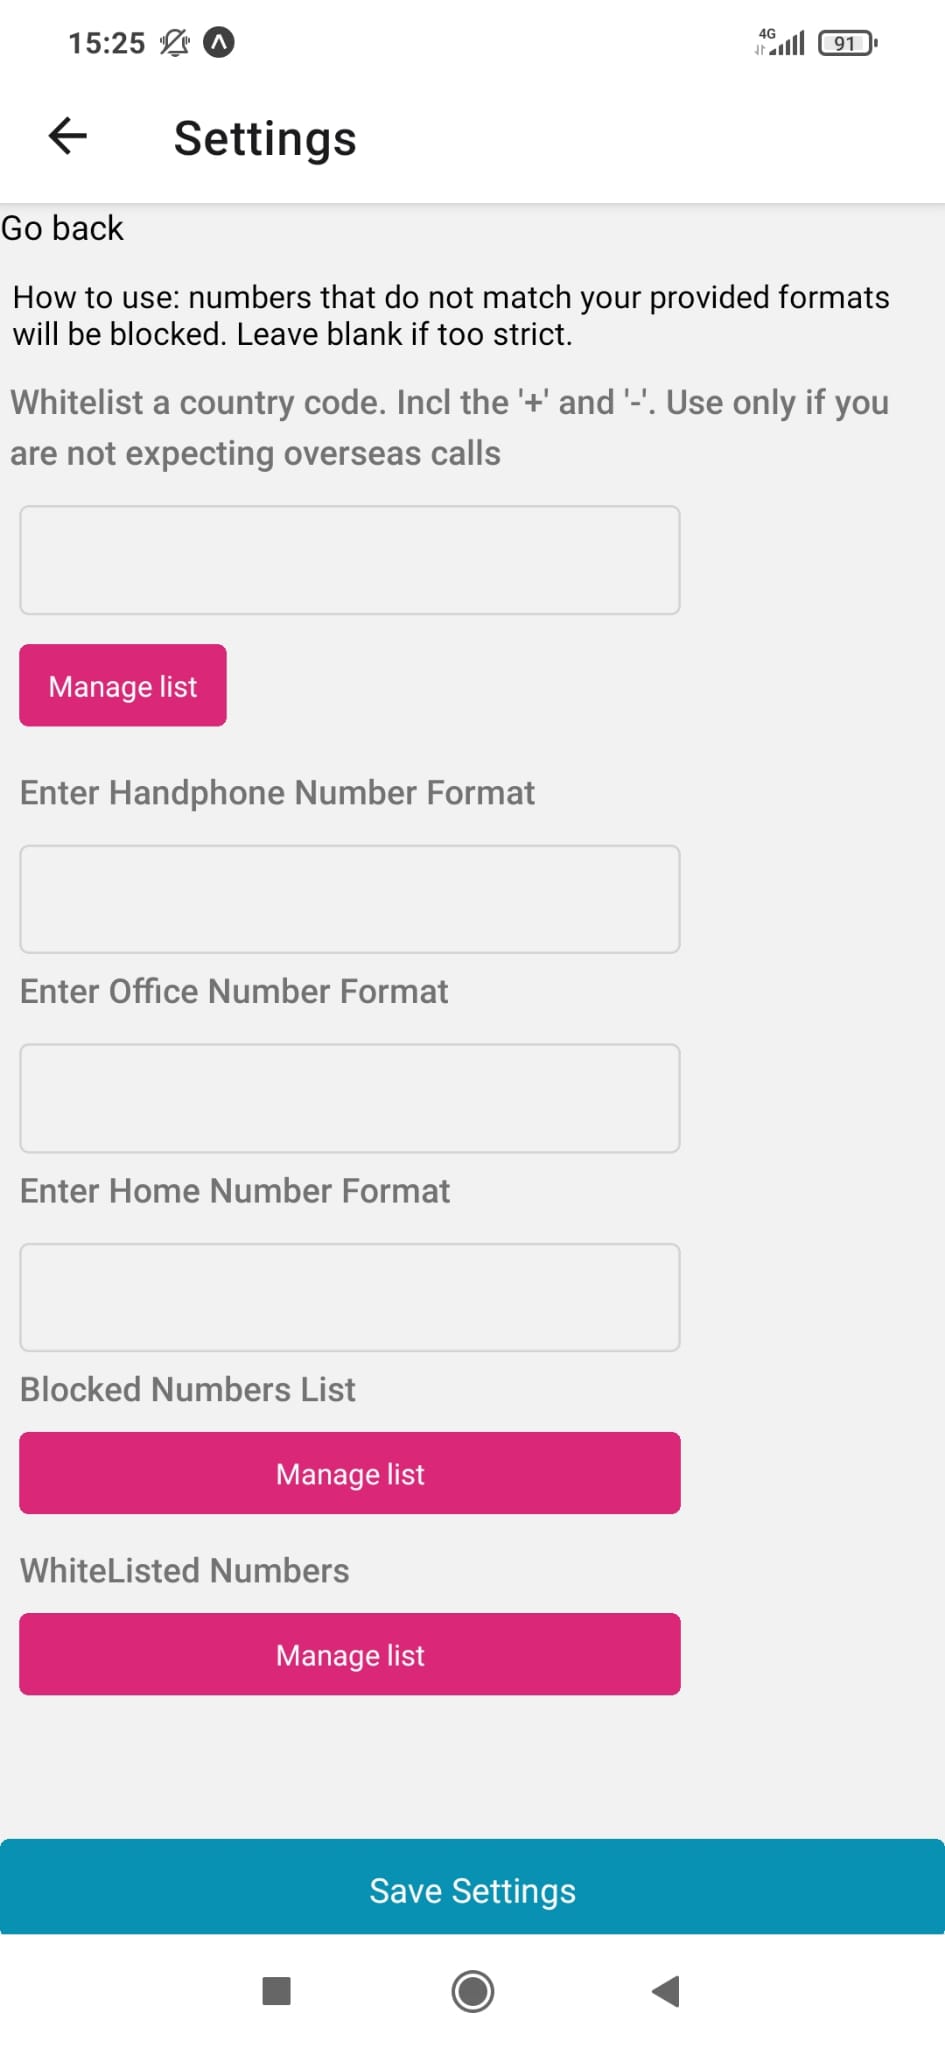 15:25
4G
91
Settings
Go back
How to use: numbers that do not match your provided formats
will be blocked. Leave blank if too strict.
Whitelist a country code. Incl the '+' and '-'. Use only if you
are not expecting overseas calls
Manage list
Enter Handphone Number Format
Enter Office Number Format
Enter Home Number Format
Blocked Numbers List
Manage list
WhiteListed Numbers
Manage list
Save Settings